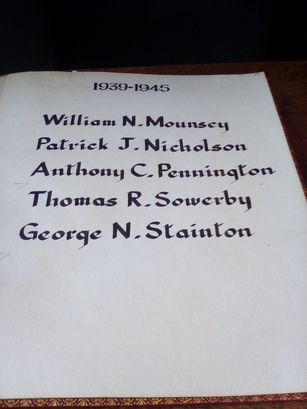 1939-1945
William N. Mounsey
Patrick J. Nicholson
Anthony C. Pennington
Thomas R. Sowerby
George N. Stainton